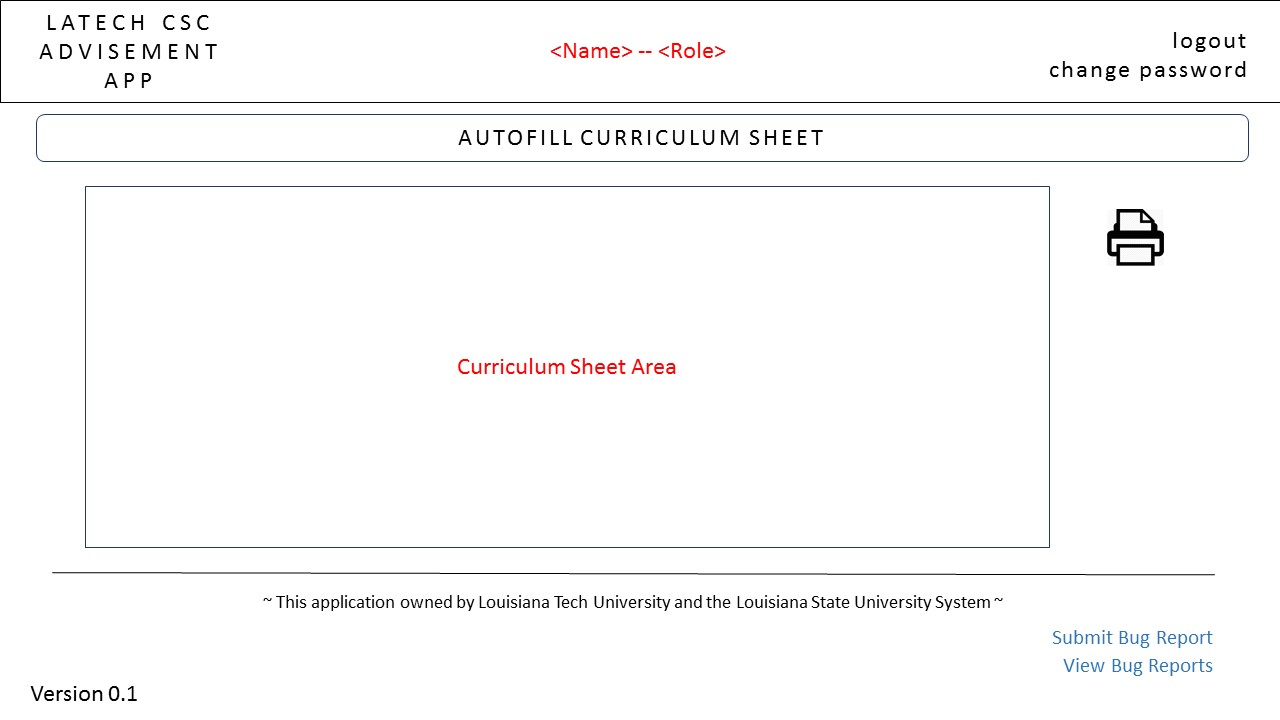 LATECH CSC
ADVISEMENT
APP
<Name> -- <Role>
logout
change password
AUTOFILL CURRICULUM SHEET
Curriculum Sheet Area
~ This application owned by Louisiana Tech University and the Louisiana State University System ~
Submit Bug Report
View Bug Reports
Version 0.1